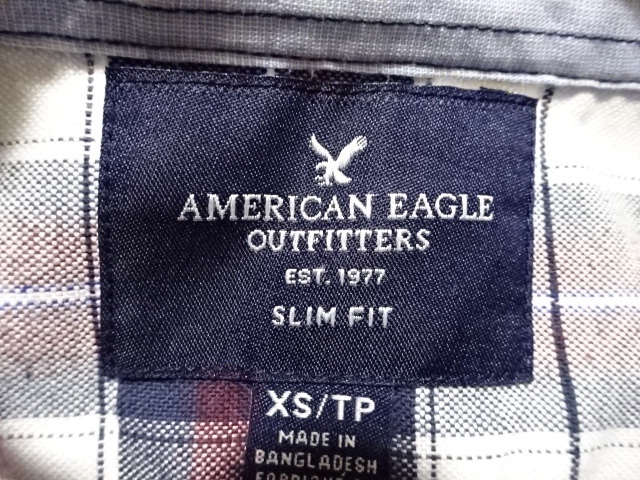 AMERICAN EAGLE
OUTFITTERS
EST. 1977
SLIM FIT
XS/TP
MADE IN
BANGLADESH